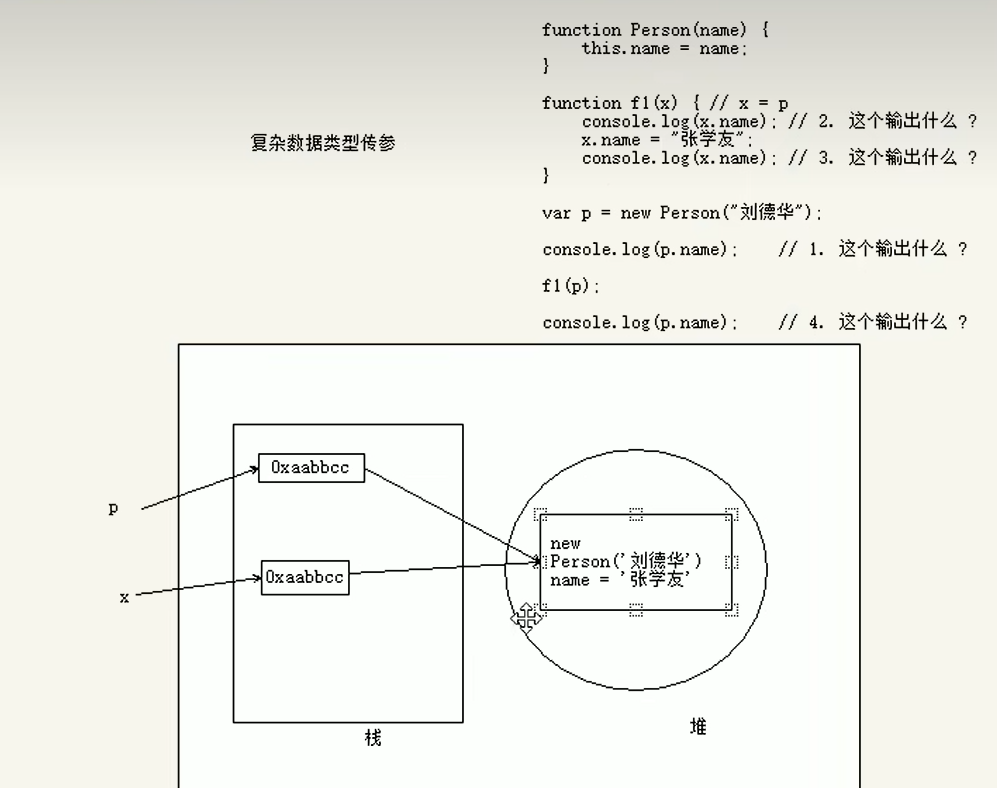 function Person(name) {
    this.name = name;
}
function f1(x) { // x = p
    console.log(x.name); // 2. 这个输出什么 ?
    x.name = "张学友";
    console.log(x.name); // 3. 这个输出什么 ?
}
复杂数据类型传参
var p = new Person("刘德华");
console.log(p.name);    // 1. 这个输出什么 ?
f1(p);
console.log(p.name);    // 4. 这个输出什么 ?
0xaabbcc
p
new
Person('刘德华')
name = '张学友'
0xaabbcc
x
栈
堆